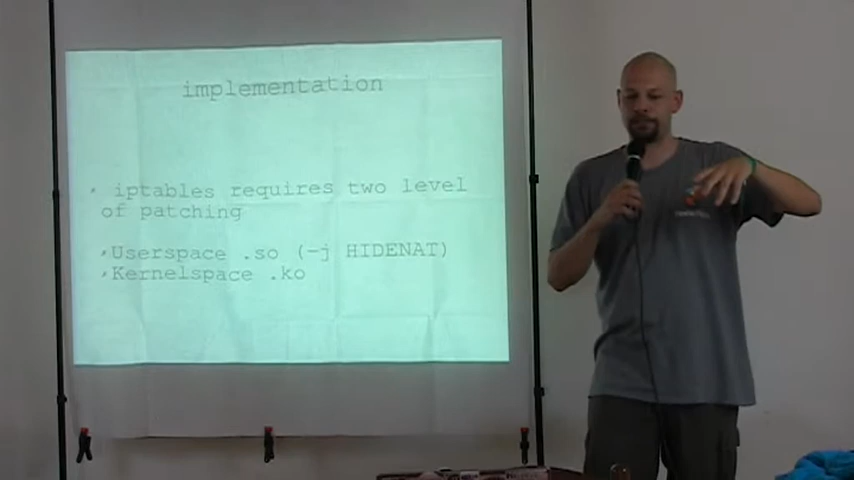 implementation
iptables requires two level
of patching
Userspace .so (-j HIDENAT)
Kernelspace .ko